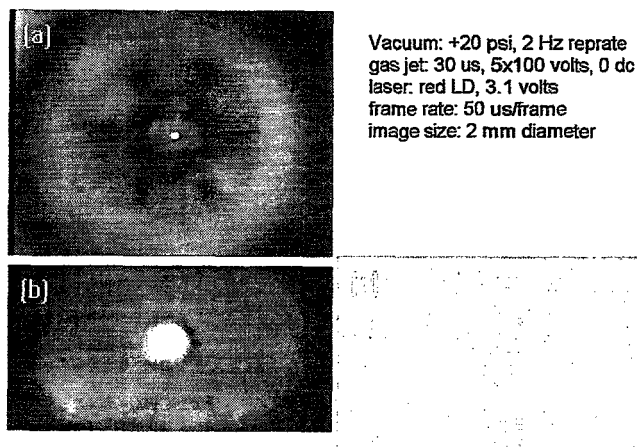 (a)
Vacuum: +20 psi, 2 Hz reprate
gas jet: 30 us, 5x100 volts, 0 dc
laser: red LD, 3.1 volts
frame rate: 50 us/frame
image size: 2 mm diameter
(b)